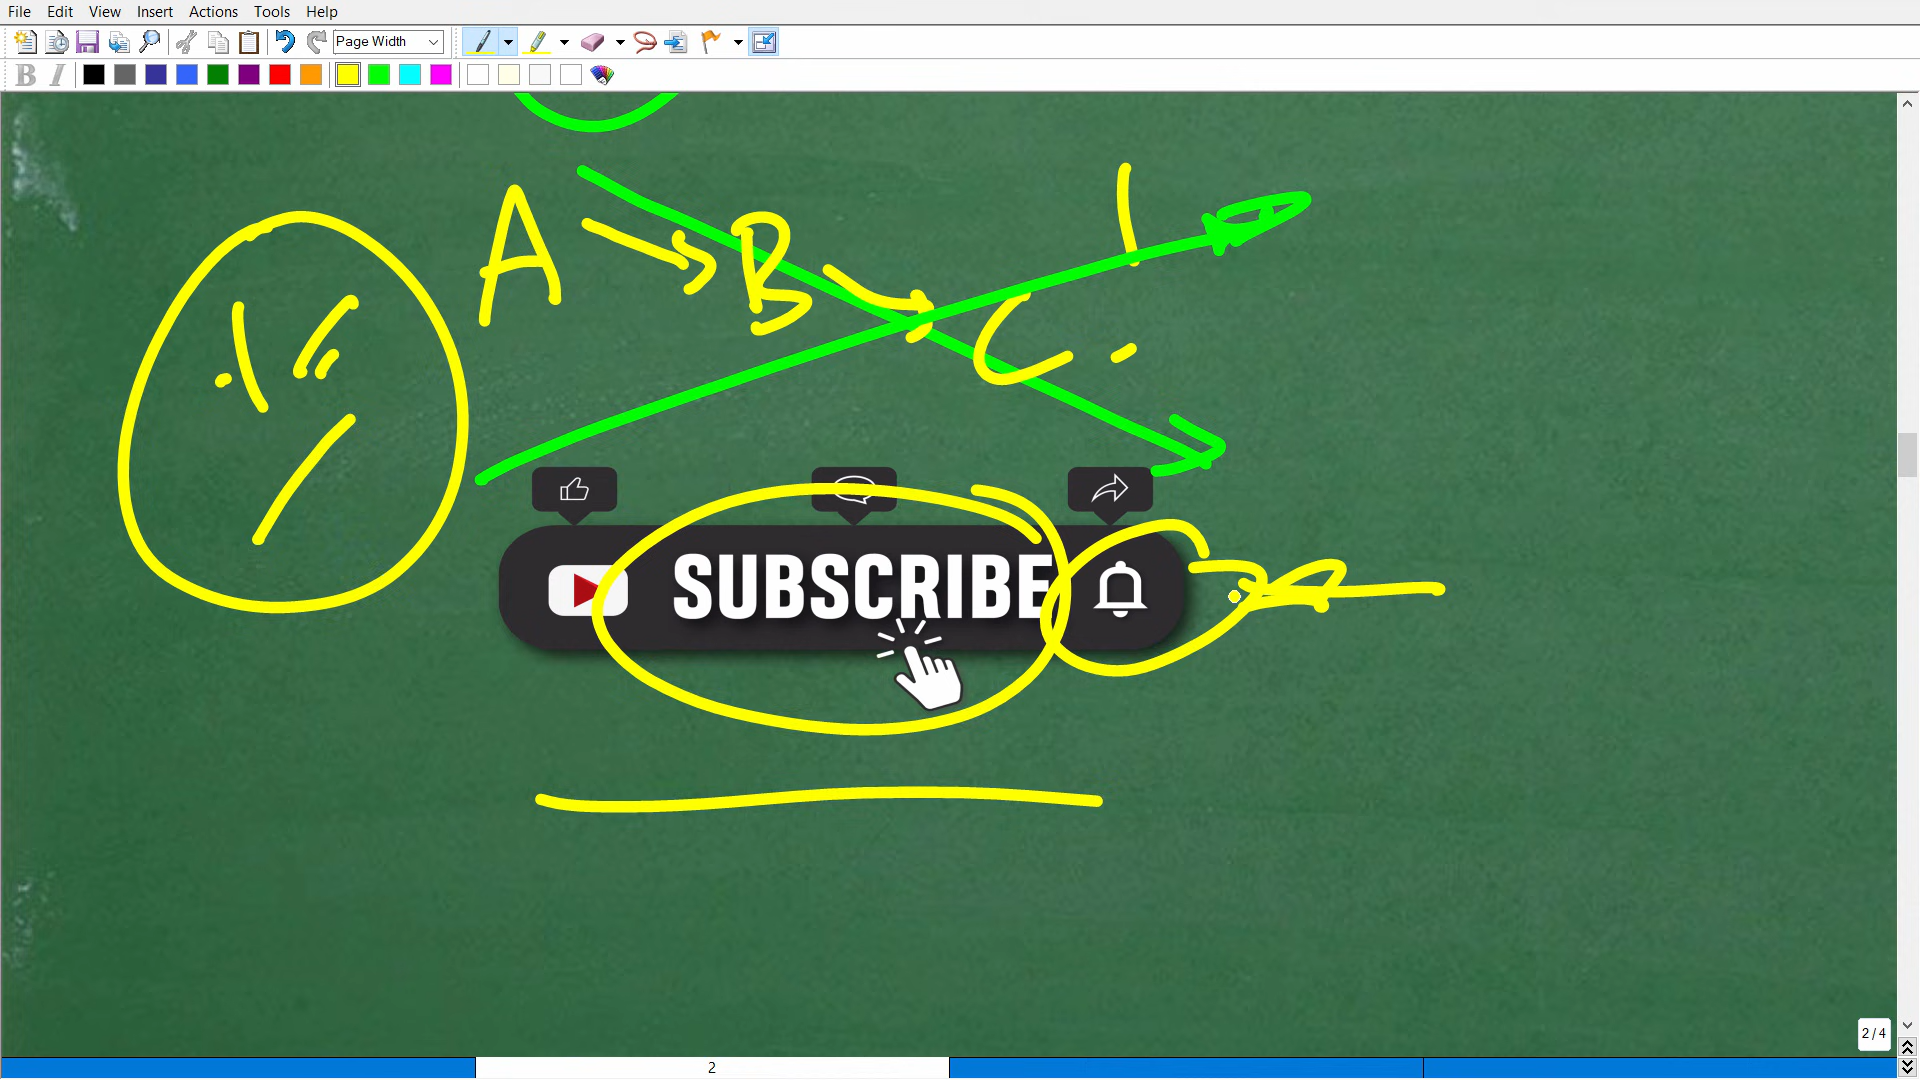 File Edit View Insert Actions Tools Help
Page Width
B I
A → B → C . !
SUBSCRIBE
2 / 4
2